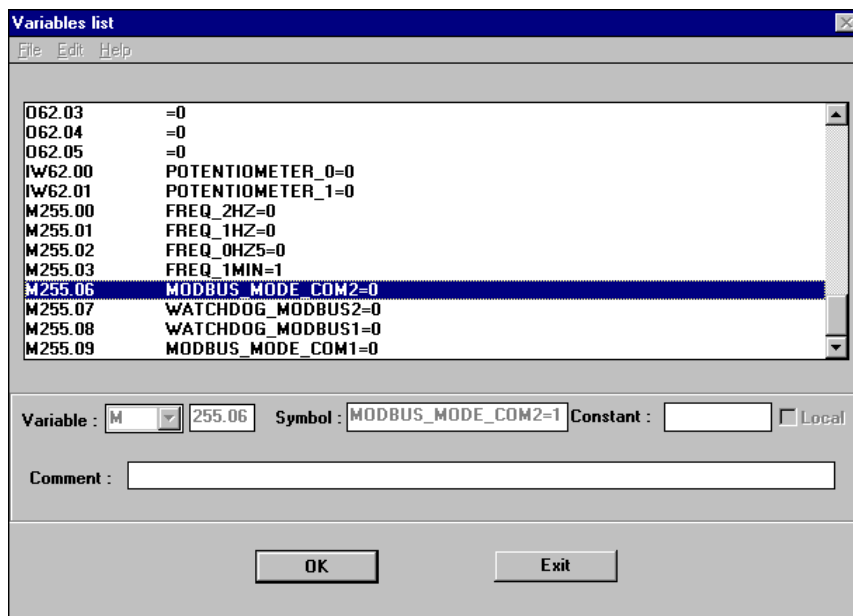 Variables list
File Edit Help
O62.03 =0
O62.04 =0
O62.05 =0
IW62.00 POTENTIOMETER_0=0
IW62.01 POTENTIOMETER_1=0
M255.00 FREQ_2HZ=0
M255.01 FREQ_1HZ=0
M255.02 FREQ_0HZ5=0
M255.03 FREQ_1MIN=1
M255.06 MODBUS_MODE_COM2=0
M255.07 WATCHDOG_MODBUS2=0
M255.08 WATCHDOG_MODBUS1=0
M255.09 MODBUS_MODE_COM1=0
Variable : M 255.06 Symbol : MODBUS_MODE_COM2=1 Constant : Local
Comment :
OK Exit